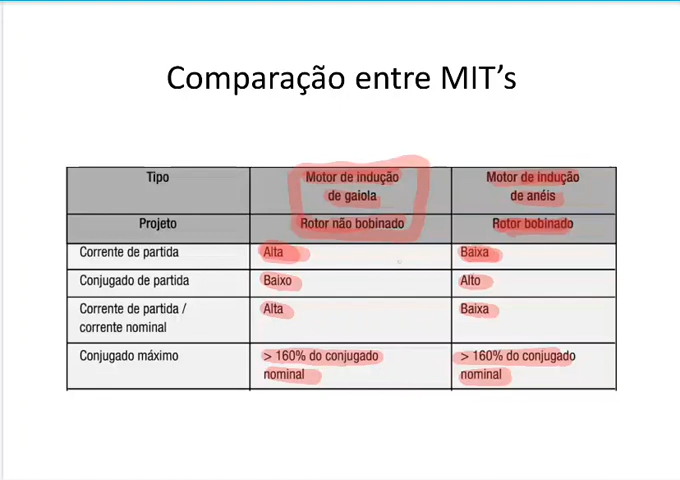 Comparação entre MIT's
Tipo
Motor de indução
de gaiola
Motor de indução
de anéis
Projeto
Rotor não bobinado
Rotor bobinado
Corrente de partida
Alta
Baixa
Conjugado de partida
Baixo
Alto
Corrente de partida /
corrente nominal
Alta
Baixa
Conjugado máximo
> 160% do conjugado
nominal
> 160% do conjugado
nominal